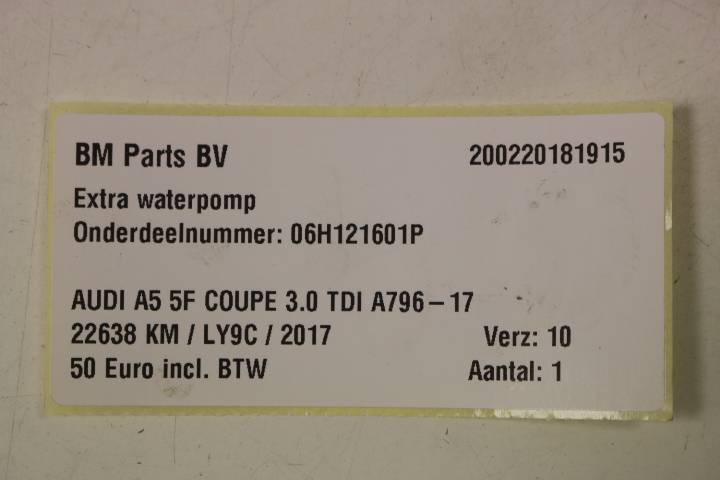 BM Parts BV 200220181915
Extra waterpomp
Onderdeelnummer: 06H121601P
AUDI A5 5F COUPE 3.0 TDI A796-17
22638 KM / LY9C / 2017 Verz: 10
50 Euro incl. BTW Aantal: 1